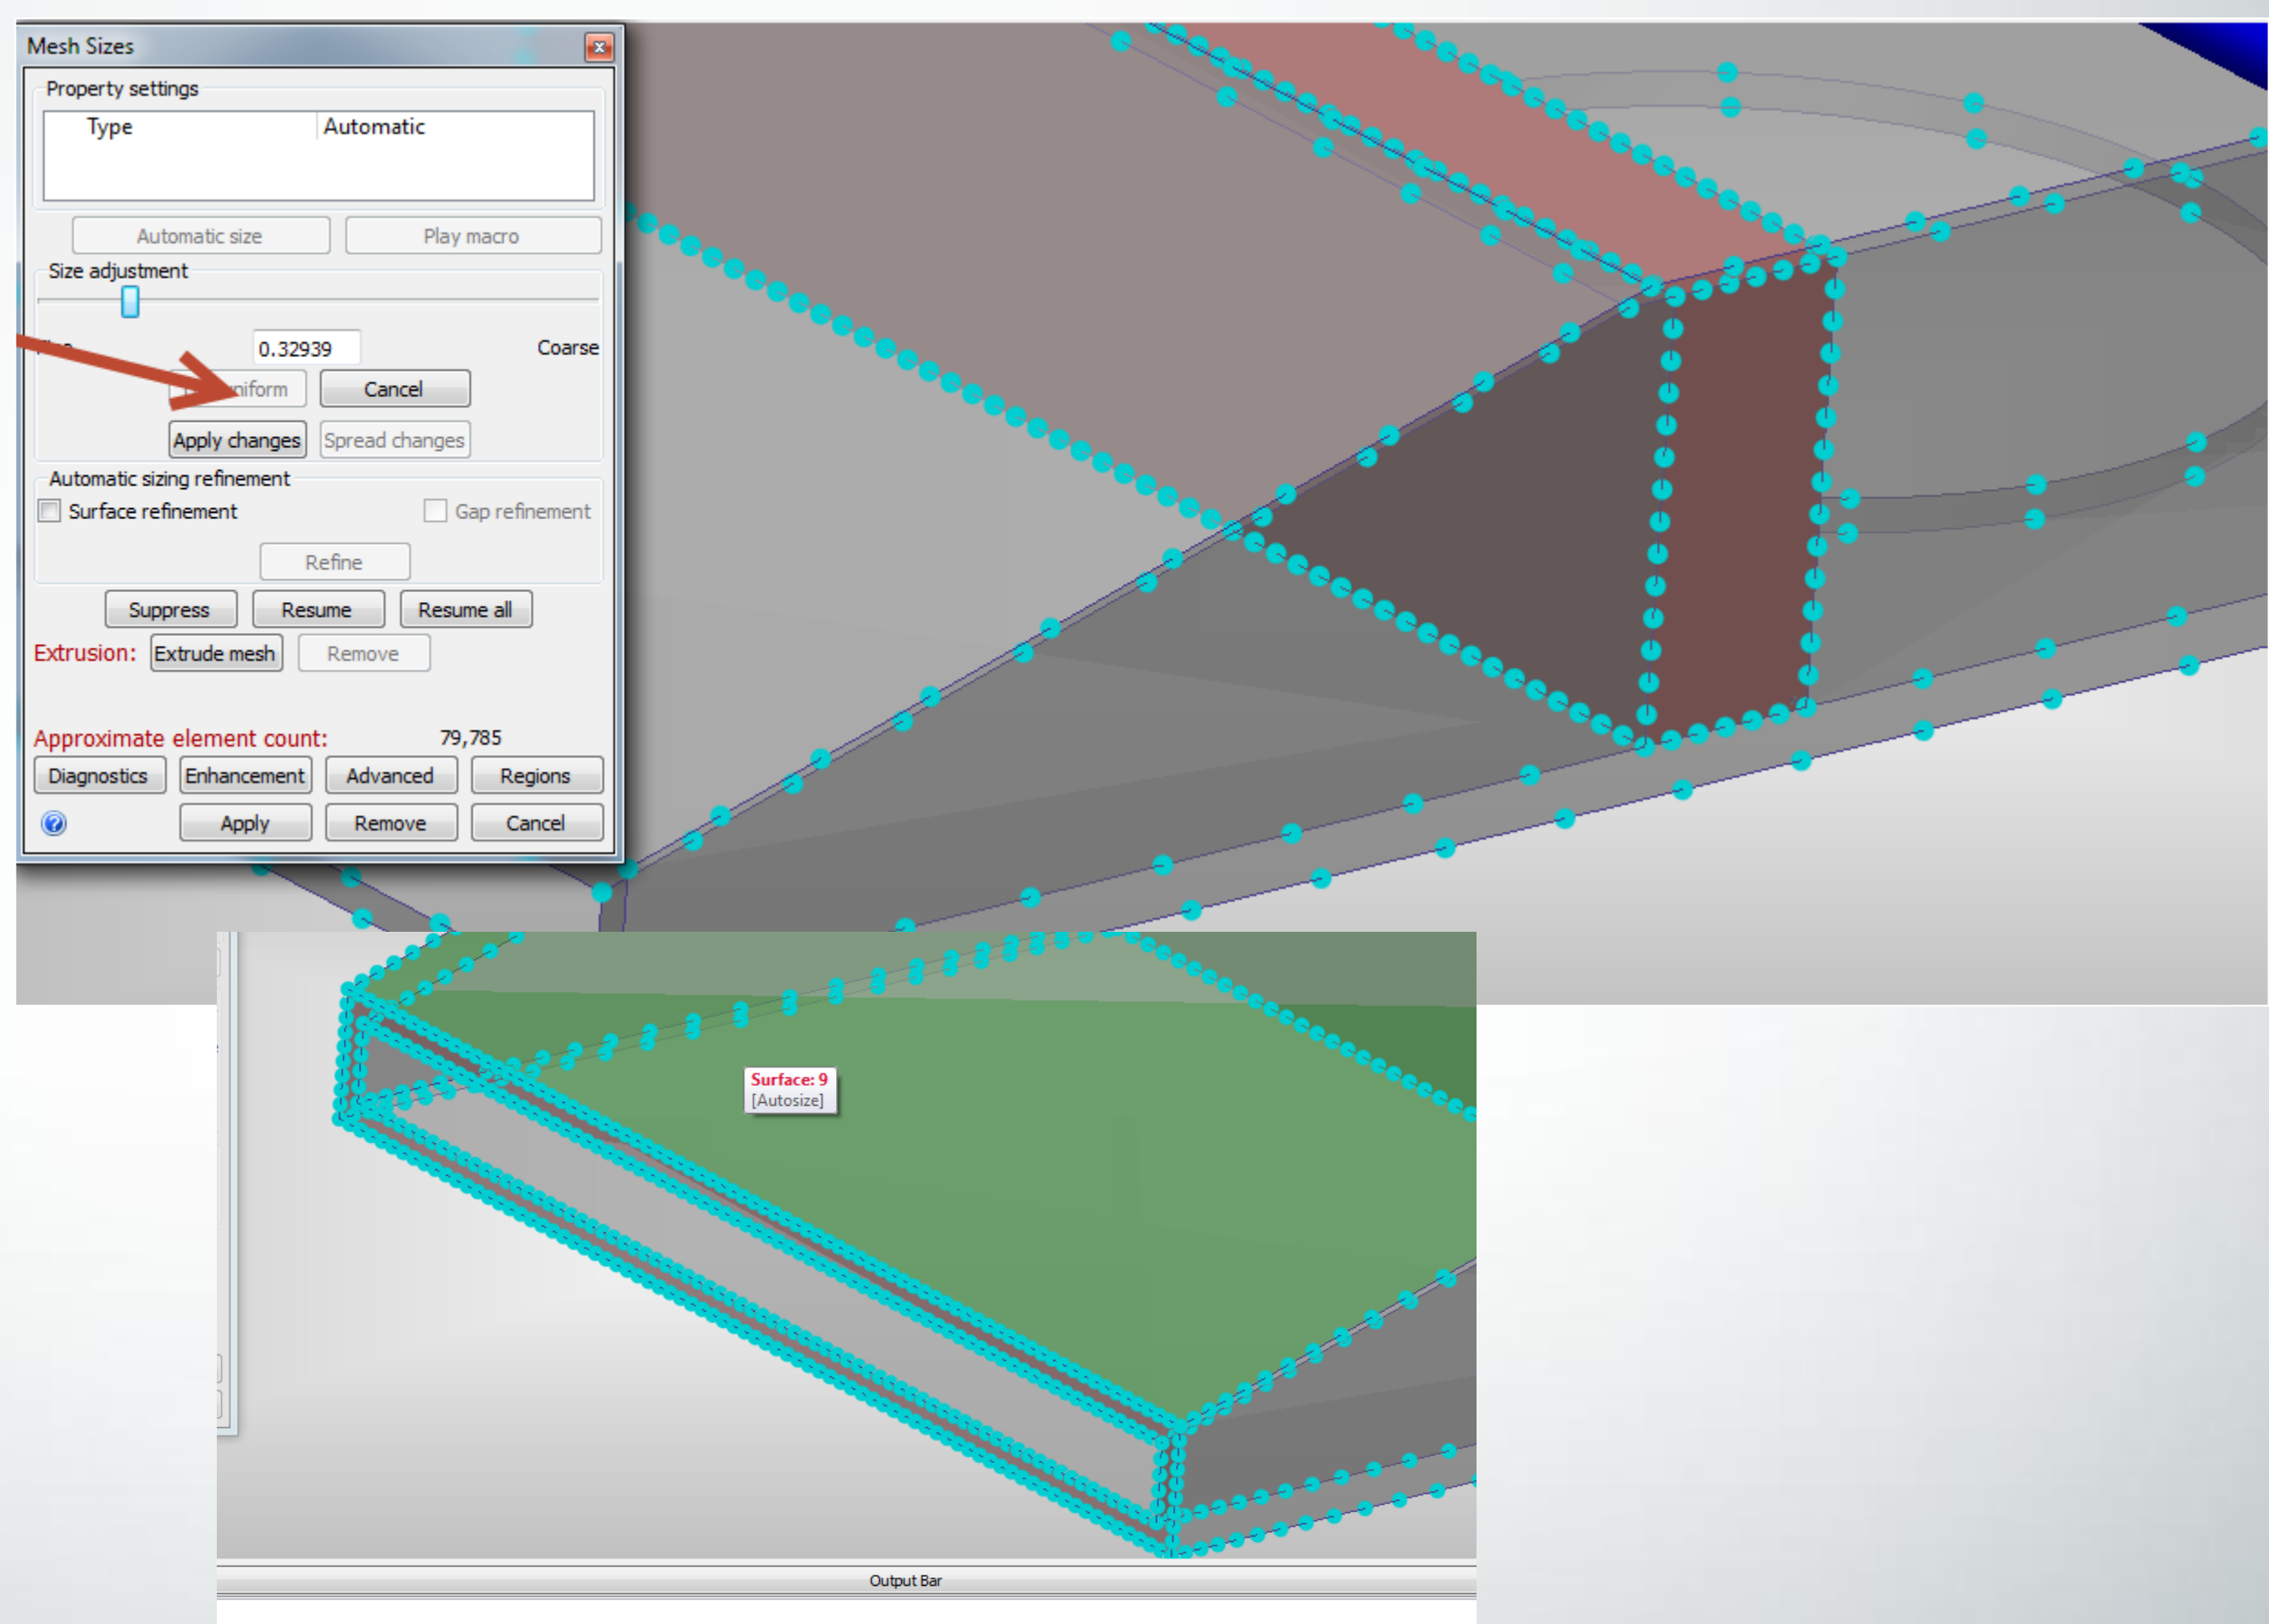 Mesh Sizes
Property settings
Type Automatic
Automatic size Play macro
Size adjustment
0.32939 Coarse
Cancel
Apply changes Spread changes
Automatic sizing refinement
Surface refinement Gap refinement
Refine
Suppress Resume Resume all
Extrusion: Extrude mesh Remove
Approximate element count: 79,785
Diagnostics Enhancement Advanced Regions
Apply Remove Cancel
Surface: 9
[Autosize]
Output Bar